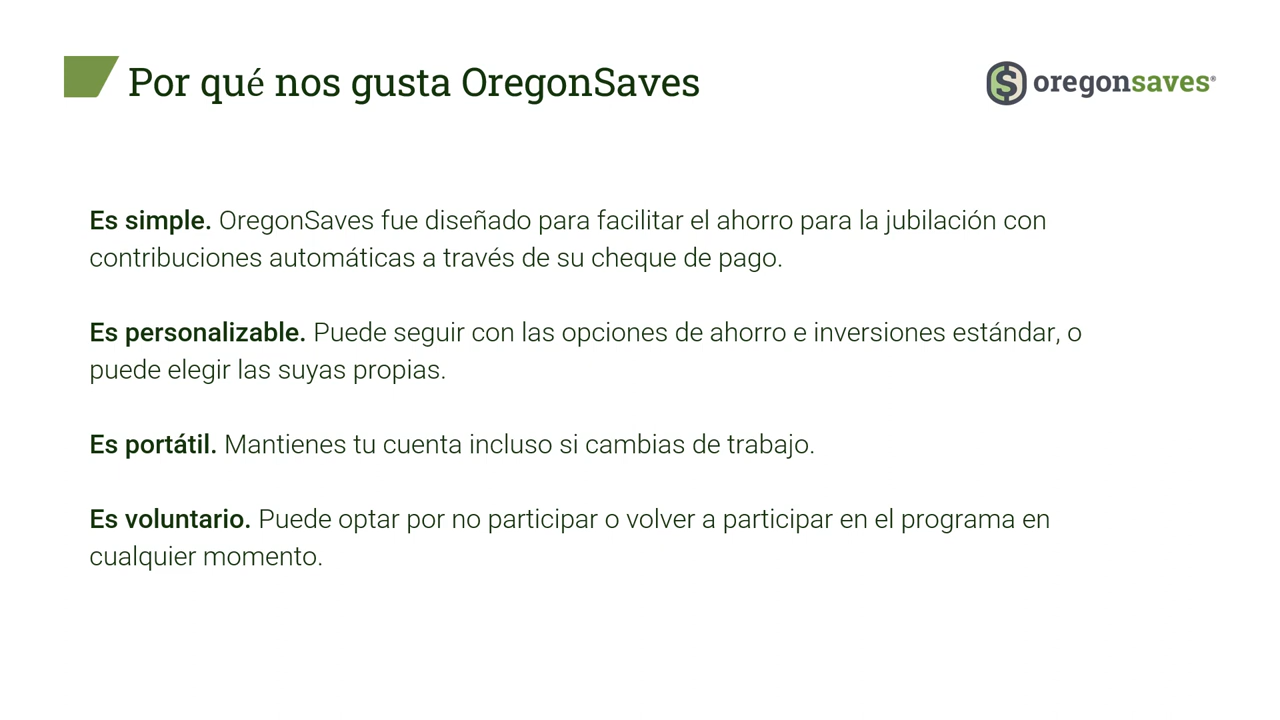 Por qué nos gusta OregonSaves
oregonsaves®
Es simple. OregonSaves fue diseñado para facilitar el ahorro para la jubilación con
contribuciones automáticas a través de su cheque de pago.
Es personalizable. Puede seguir con las opciones de ahorro e inversiones estándar, o
puede elegir las suyas propias.
Es portátil. Mantienes tu cuenta incluso si cambias de trabajo.
Es voluntario. Puede optar por no participar o volver a participar en el programa en
cualquier momento.